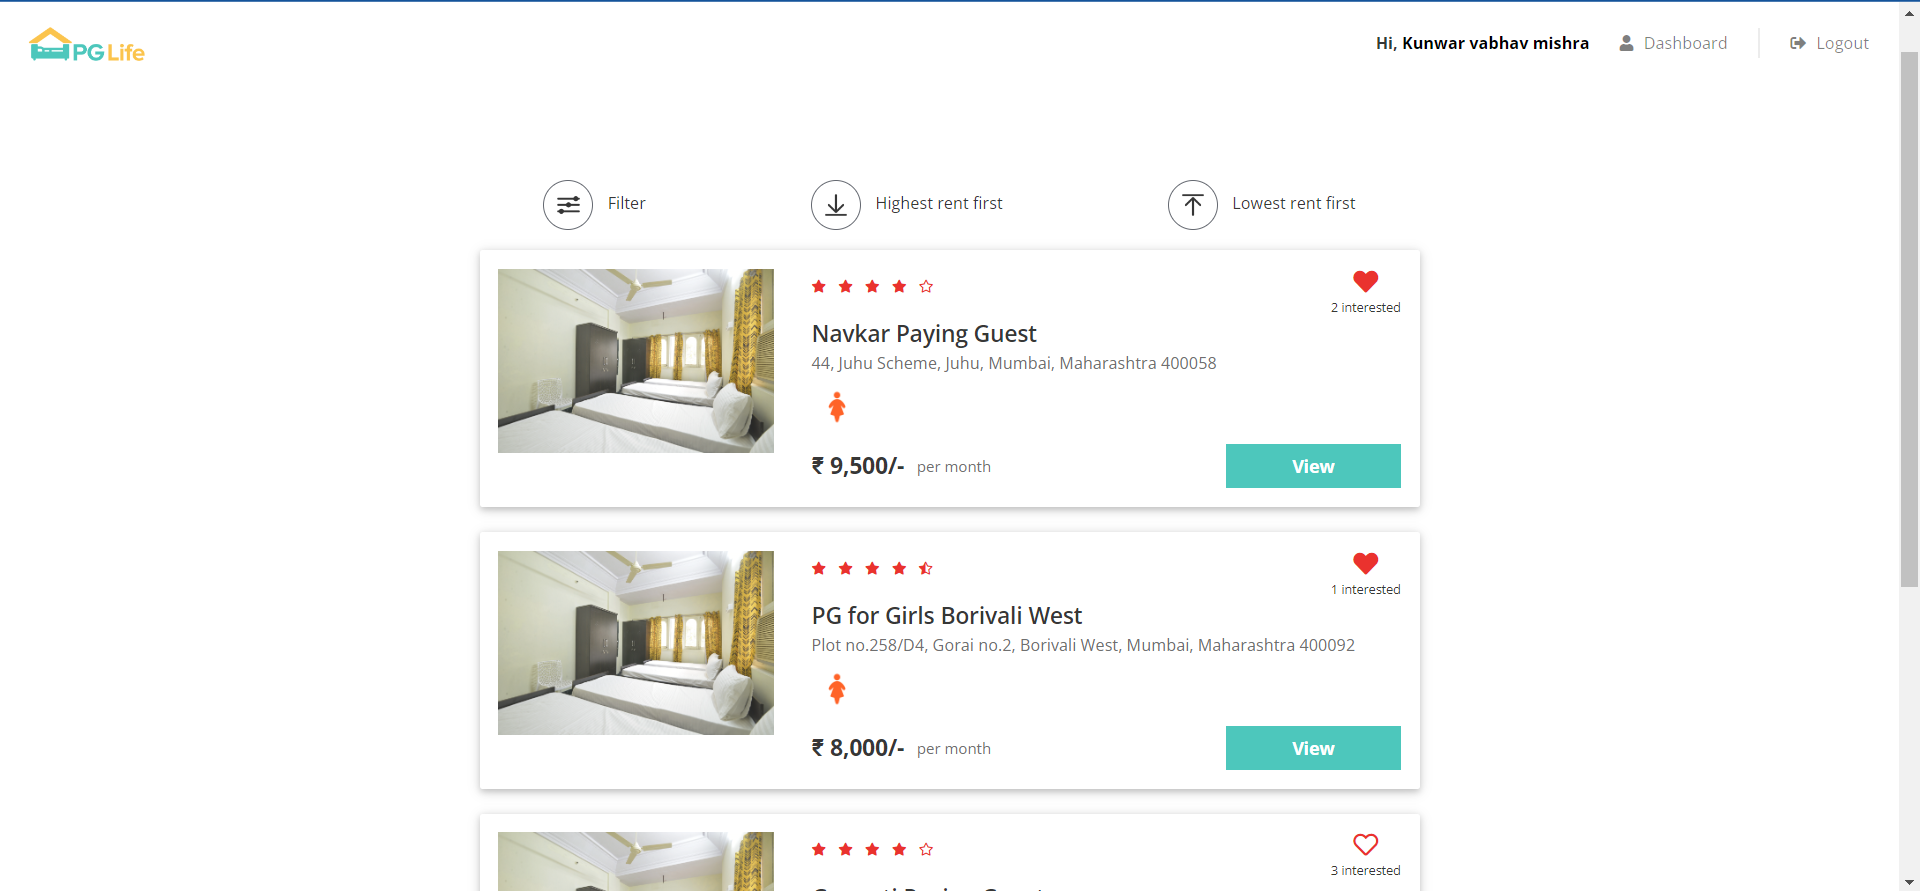 PG Life
Hi, Kunwar vabhav mishra
Dashboard
Logout
Filter
Highest rent first
Lowest rent first
2 interested
Navkar Paying Guest
44, Juhu Scheme, Juhu, Mumbai, Maharashtra 400058
₹ 9,500/- per month
View
1 interested
PG for Girls Borivali West
Plot no.258/D4, Gorai no.2, Borivali West, Mumbai, Maharashtra 400092
₹ 8,000/- per month
View
3 interested